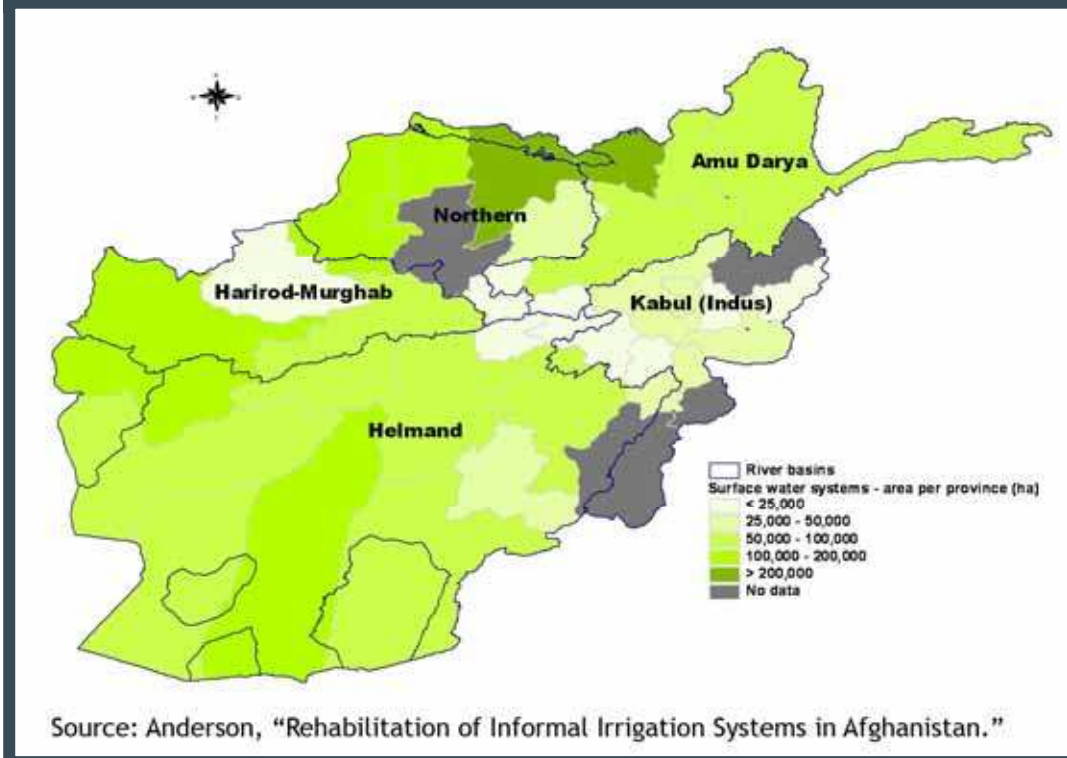 Amu Darya
Northern
Harirod-Murghab
Kabul (Indus)
Helmand
River basins
Surface water systems - area per province (ha)
< 25,000
25,000 - 50,000
50,000 - 100,000
100,000 - 200,000
> 200,000
No data
Source: Anderson, “Rehabilitation of Informal Irrigation Systems in Afghanistan.”